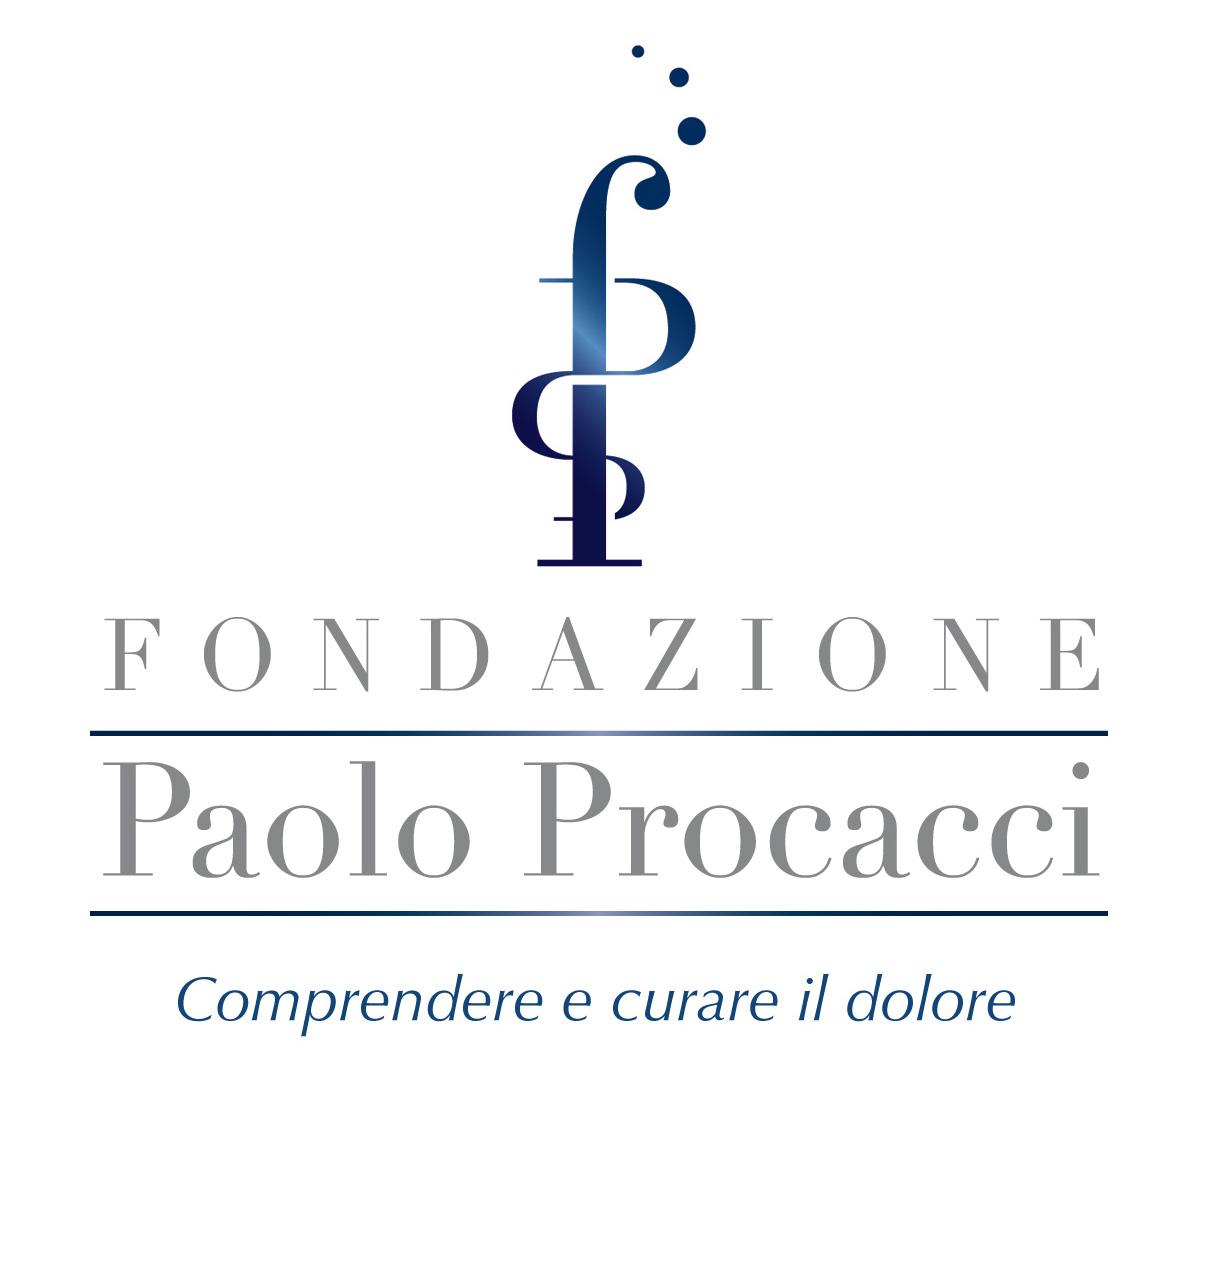 FONDAZIONE
Paolo Procacci
Comprendere e curare il dolore